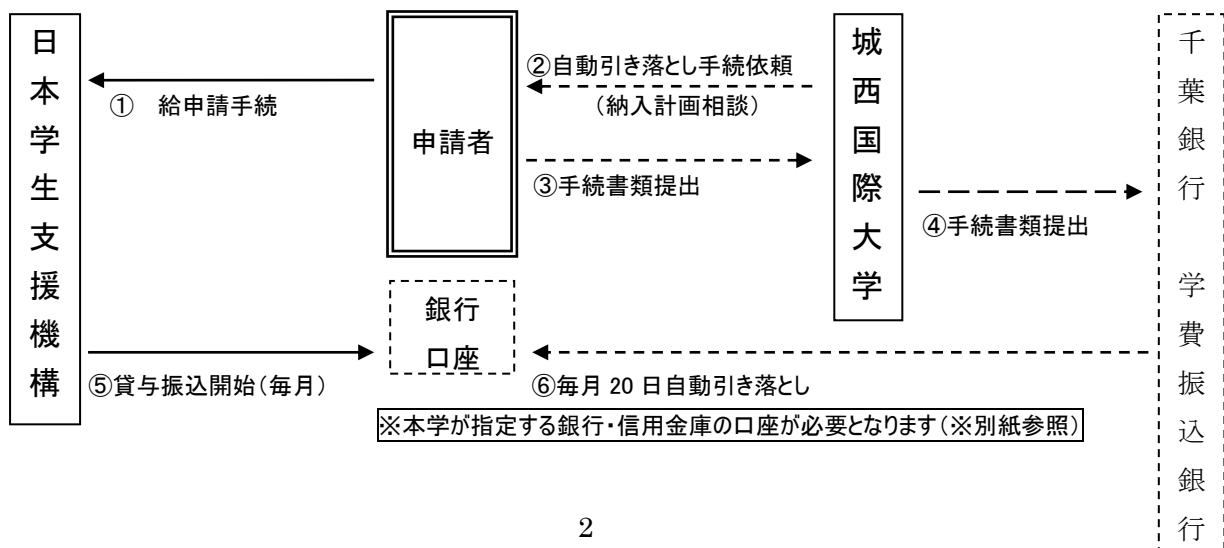 日本学生支援機構
① 給申請手続
申請者
②自動引き落とし手続依頼
(納入計画相談)
③手続書類提出
城西国際大学
④手続書類提出
千葉銀行 学費振込銀行
銀行
口座
⑤貸与振込開始(毎月)
⑥毎月 20 日自動引き落とし
※本学が指定する銀行・信用金庫の口座が必要となります(※別紙参照)
2